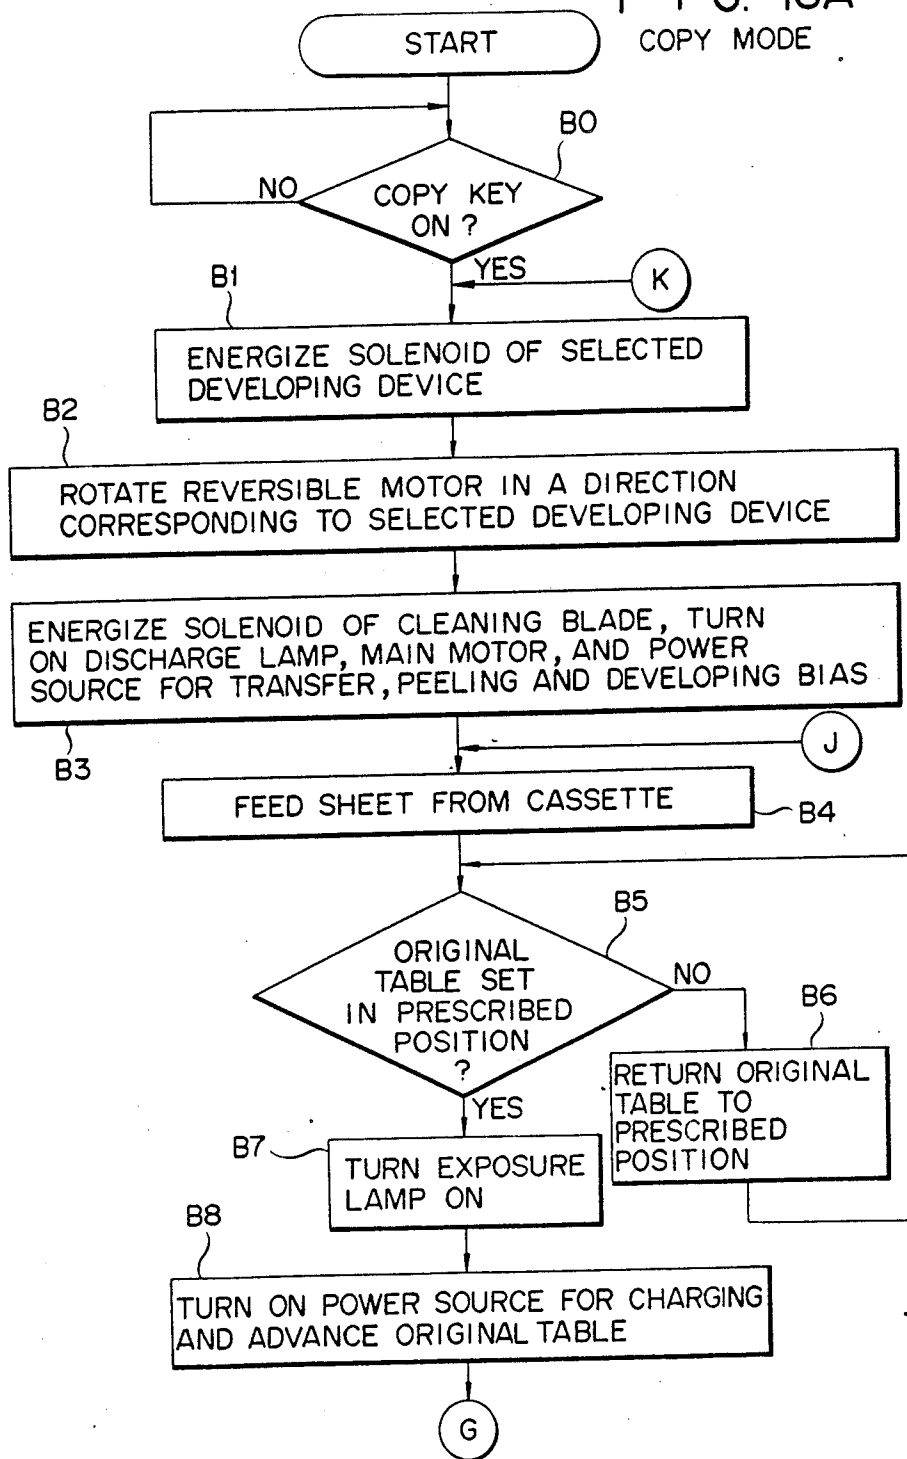 START
COPY MODE
B0
NO
COPY KEY
ON ?
YES
K
B1
ENERGIZE SOLENOID OF SELECTED
DEVELOPING DEVICE
B2
ROTATE REVERSIBLE MOTOR IN A DIRECTION
CORRESPONDING TO SELECTED DEVELOPING DEVICE
ENERGIZE SOLENOID OF CLEANING BLADE, TURN
ON DISCHARGE LAMP, MAIN MOTOR, AND POWER
SOURCE FOR TRANSFER, PEELING AND DEVELOPING BIAS
B3
J
FEED SHEET FROM CASSETTE
B4
B5
ORIGINAL
TABLE SET
IN PRESCRIBED
POSITION
?
NO
B6
RETURN ORIGINAL
TABLE TO
PRESCRIBED
POSITION
YES
B7
TURN EXPOSURE
LAMP ON
B8
TURN ON POWER SOURCE FOR CHARGING
AND ADVANCE ORIGINAL TABLE
G